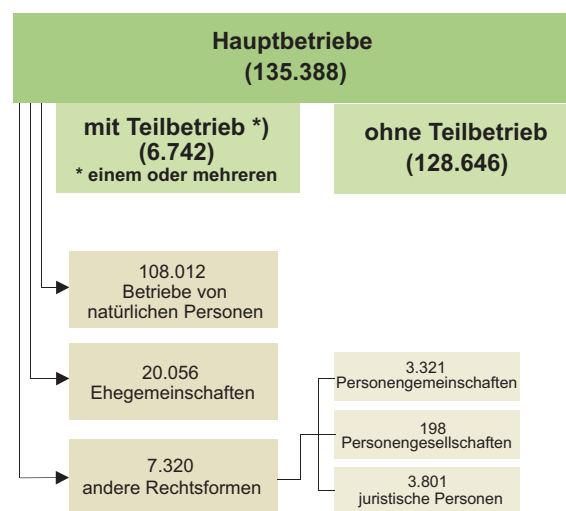 Hauptbetriebe
(135.388)
mit Teilbetrieb *)
(6.742)
* einem oder mehreren
ohne Teilbetrieb
(128.646)
108.012
Betriebe von
natürlichen Personen
20.056
Ehegemeinschaften
7.320
andere Rechtsformen
3.321
Personengemeinschaften
198
Personengesellschaften
3.801
juristische Personen